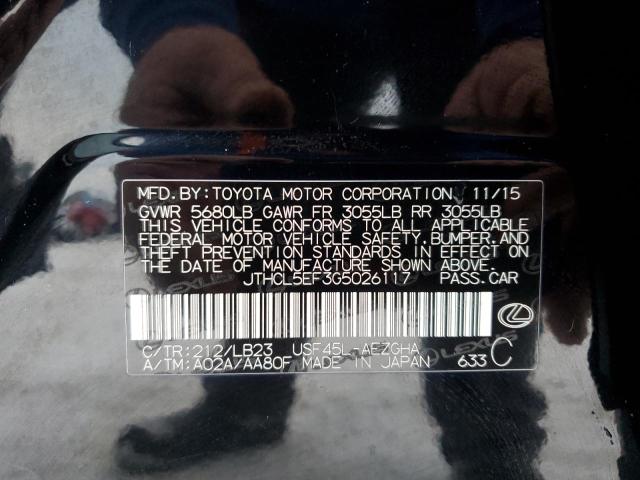 MFD.BY:TOYOTA MOTOR CORPORATION 11/15
GVWR 5680LB GAWR FR 3055LB RR 3055LB
THIS VEHICLE CONFORMS TO ALL APPLICABLE
FEDERAL MOTOR VEHICLE SAFETY.BUMPER.AND
THEFT PREVENTION STANDARDS IN EFFECT ON
THE DATE OF MANUFACTURE SHOWN ABOVE.
JTHCL5EF3G5026117 PASS.CAR
C/TR:212/LB23 USF45L-AEZGHA
A/TM:A02A/AA80F MADE IN JAPAN 633 C